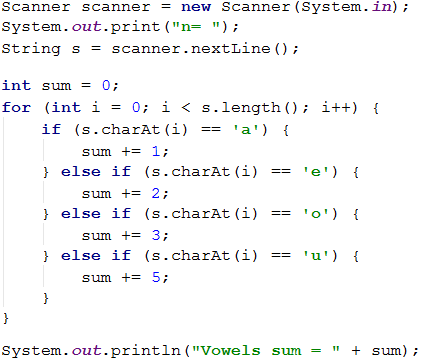 Scanner scanner = new Scanner(System.in);
System.out.print("n= ");
String s = scanner.nextLine();

int sum = 0;
for (int i = 0; i < s.length(); i++) {
    if (s.charAt(i) == 'a') {
        sum += 1;
    } else if (s.charAt(i) == 'e') {
        sum += 2;
    } else if (s.charAt(i) == 'o') {
        sum += 3;
    } else if (s.charAt(i) == 'u') {
        sum += 5;
    }
}

System.out.println("Vowels sum = " + sum);